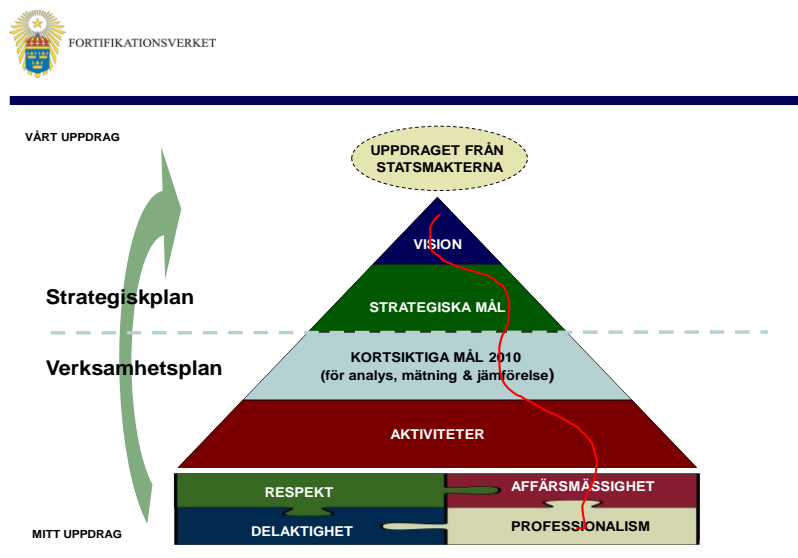 FORTIFIKATIONSVERKET
VÅRT UPPDRAG
UPPDRAGET FRÅN
STATSMAKTERNA
VISION
Strategiskplan
STRATEGISKA MÅL
KORTSIKTIGA MÅL 2010
(för analys, mätning & jämförelse)
Verksamhetsplan
AKTIVITETER
RESPEKT
AFFÄRSMÄSSIGHET
DELAKTIGHET
PROFESSIONALISM
MITT UPPDRAG